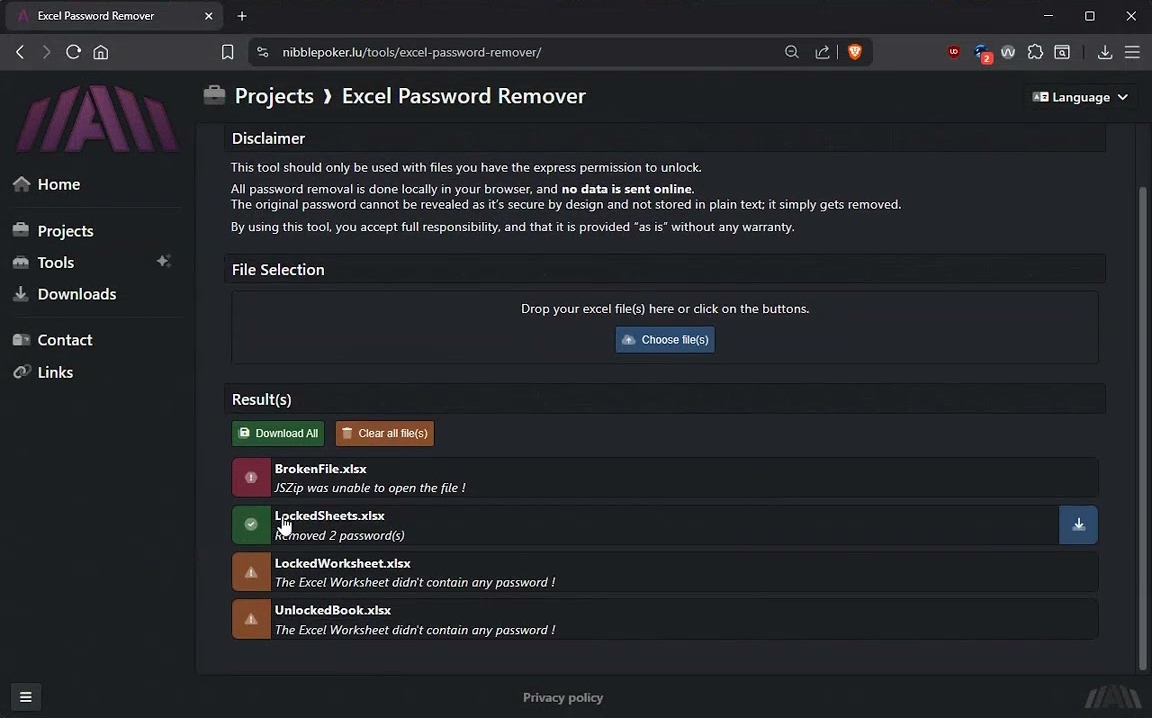 Excel Password Remover
nibblepoker.lu/tools/excel-password-remover/
2
Projects ❯ Excel Password Remover
Language
Home
Projects
Tools
Downloads
Contact
Links
Disclaimer
This tool should only be used with files you have the express permission to unlock.
All password removal is done locally in your browser, and no data is sent online.
The original password cannot be revealed as it's secure by design and not stored in plain text; it simply gets removed.
By using this tool, you accept full responsibility, and that it is provided "as is" without any warranty.
File Selection
Drop your excel file(s) here or click on the buttons.
Choose file(s)
Result(s)
Download All
Clear all file(s)
BrokenFile.xlsx
JSZip was unable to open the file !
LockedSheets.xlsx
Removed 2 password(s)
LockedWorksheet.xlsx
The Excel Worksheet didn't contain any password !
UnlockedBook.xlsx
The Excel Worksheet didn't contain any password !
Privacy policy